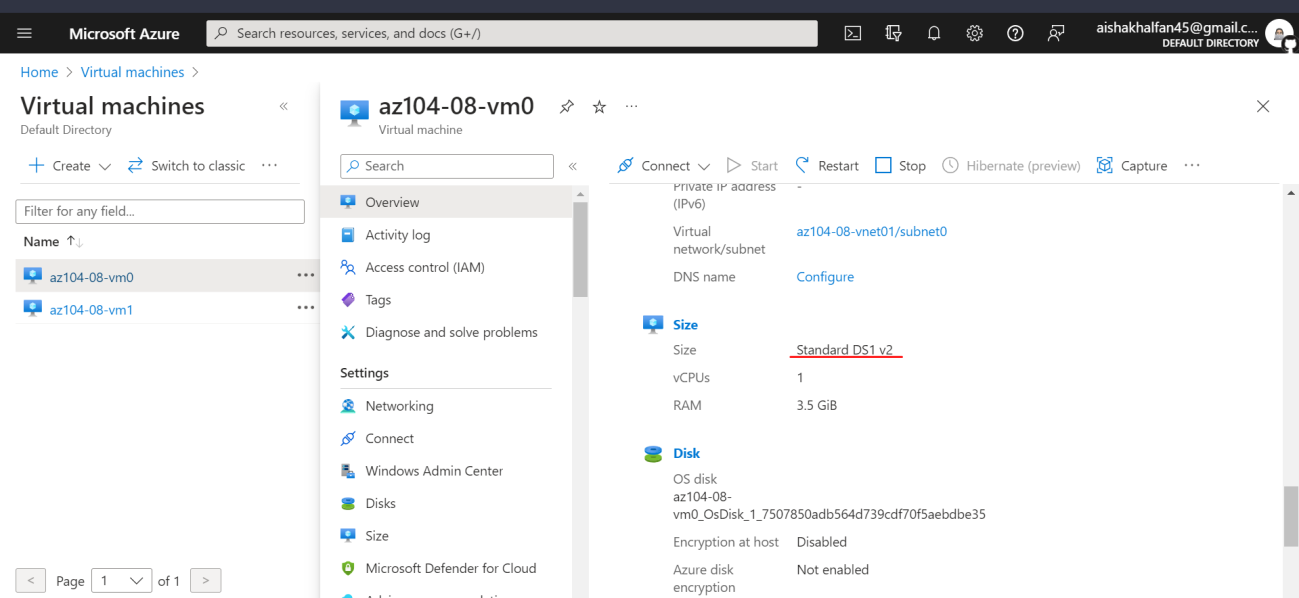 Microsoft Azure
Search resources, services, and docs (G+/)
aishakhalfan45@gmail.c...
DEFAULT DIRECTORY
Home > Virtual machines >
Virtual machines
Default Directory
Create
Switch to classic
Filter for any field...
Name
az104-08-vm0
az104-08-vm1
< Page 1 of 1 >
az104-08-vm0
Virtual machine
Search
Overview
Activity log
Access control (IAM)
Tags
Diagnose and solve problems
Settings
Networking
Connect
Windows Admin Center
Disks
Size
Microsoft Defender for Cloud
Connect Start Restart Stop Hibernate (preview) Capture
Private IP address -
(IPv6)
Virtual az104-08-vnet01/subnet0
network/subnet
DNS name Configure
Size
Size Standard DS1 v2
vCPUs 1
RAM 3.5 GiB
Disk
OS disk
az104-08-
vm0_OsDisk_1_7507850adb564d739cdf70f5aebdbe35
Encryption at host Disabled
Azure disk Not enabled
encryption